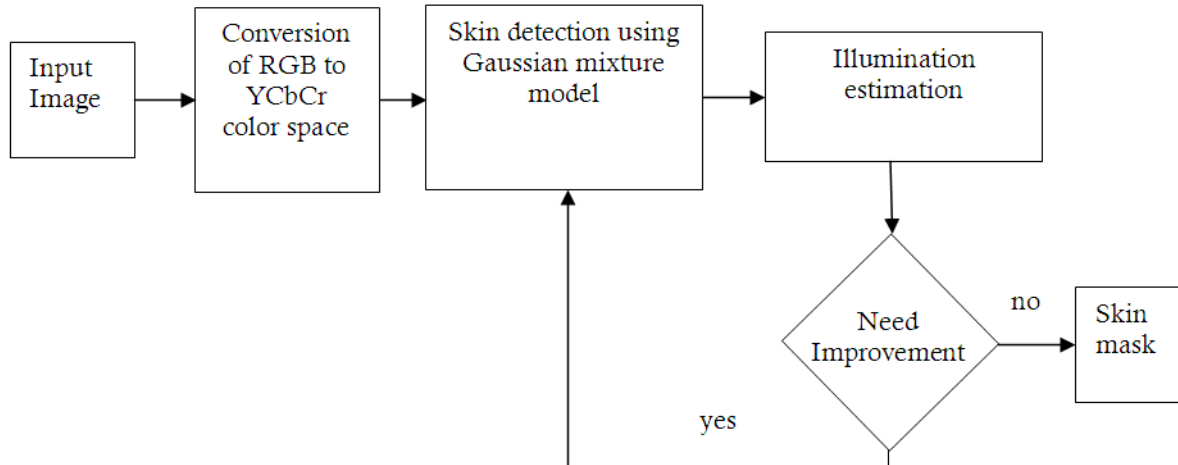 Input
Image
Conversion
of RGB to
YCbCr
color space
Skin detection using
Gaussian mixture
model
Illumination
estimation
Need
Improvement
no
Skin
mask
yes